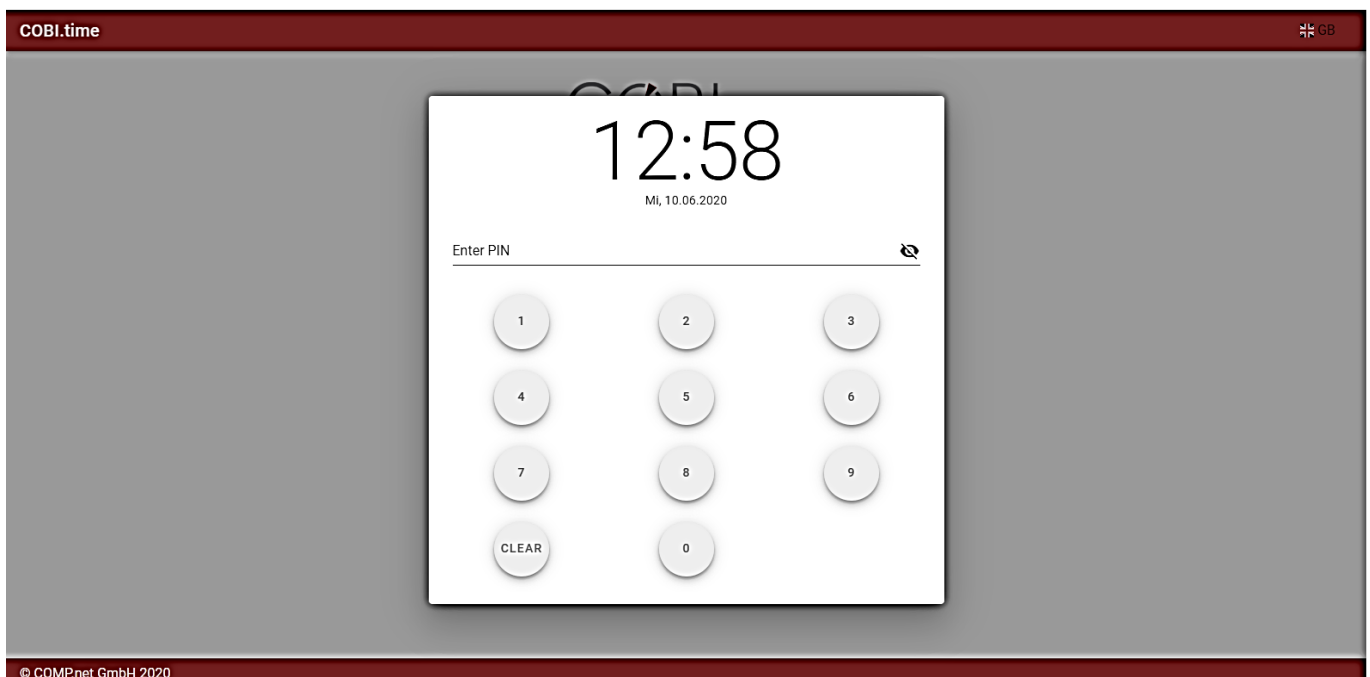 COBI.time
GB
COBI
12:58
Mi, 10.06.2020
Enter PIN
1 2 3
4 5 6
7 8 9
CLEAR 0
© COMP.net GmbH 2020